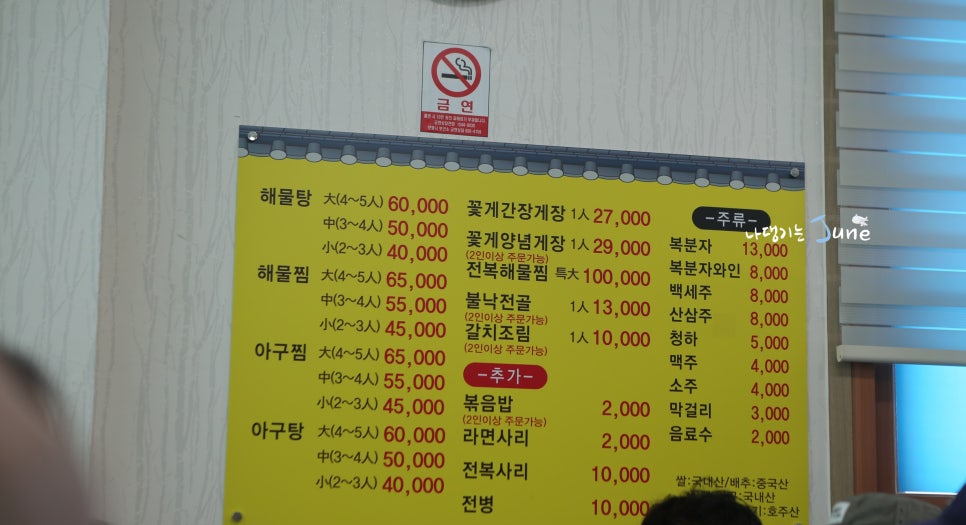 금연
해물탕 大(4~5人) 60,000
中(3~4人) 50,000
小(2~3人) 40,000
해물찜 大(4~5人) 65,000
中(3~4人) 55,000
小(2~3人) 45,000
아구찜 大(4~5人) 65,000
中(3~4人) 55,000
小(2~3人) 45,000
아구탕 大(4~5人) 60,000
中(3~4人) 50,000
小(2~3人) 40,000
꽃게간장게장 1人 27,000
꽃게양념게장 1人 29,000
(2인이상 주문가능)
전복해물찜 特大 100,000
불낙전골 1人 13,000
(2인이상 주문가능)
갈치조림 1人 10,000
(2인이상 주문가능)
-추가-
볶음밥 2,000
(2인이상 주문가능)
라면사리 2,000
전복사리 10,000
전병 10,000
-주류-
나댕기는 June
복분자 13,000
복분자와인 8,000
백세주 8,000
산삼주 8,000
청하 5,000
맥주 4,000
소주 4,000
막걸리 3,000
음료수 2,000
쌀:국내산/배추:중국산
국내산
기:호주산